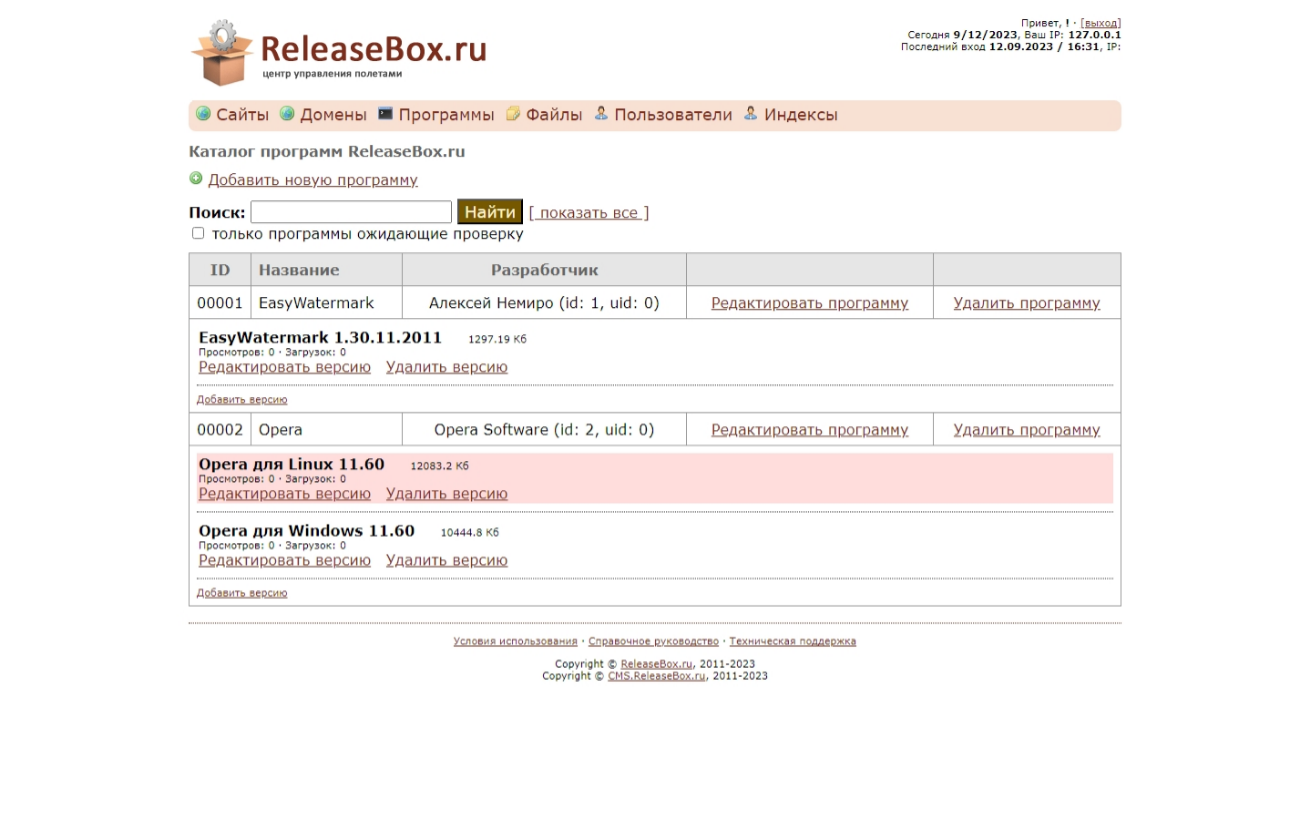 ReleaseBox.ru
центр управления полетами
Привет, ! · [выход]
Сегодня 9/12/2023, Ваш IP: 127.0.0.1
Последний вход 12.09.2023 / 16:31, IP:
Сайты Домены Программы Файлы Пользователи Индексы
Каталог программ ReleaseBox.ru
Добавить новую программу
Поиск: Найти [ показать все ]
только программы ожидающие проверку
ID Название Разработчик
00001 EasyWatermark Алексей Немиро (id: 1, uid: 0) Редактировать программу Удалить программу
EasyWatermark 1.30.11.2011 1297.19 Кб
Просмотров: 0 · Загрузок: 0
Редактировать версию Удалить версию
Добавить версию
00002 Opera Opera Software (id: 2, uid: 0) Редактировать программу Удалить программу
Opera для Linux 11.60 12083.2 Кб
Просмотров: 0 · Загрузок: 0
Редактировать версию Удалить версию
Opera для Windows 11.60 10444.8 Кб
Просмотров: 0 · Загрузок: 0
Редактировать версию Удалить версию
Добавить версию
Условия использования · Справочное руководство · Техническая поддержка
Copyright © ReleaseBox.ru, 2011-2023
Copyright © CMS.ReleaseBox.ru, 2011-2023